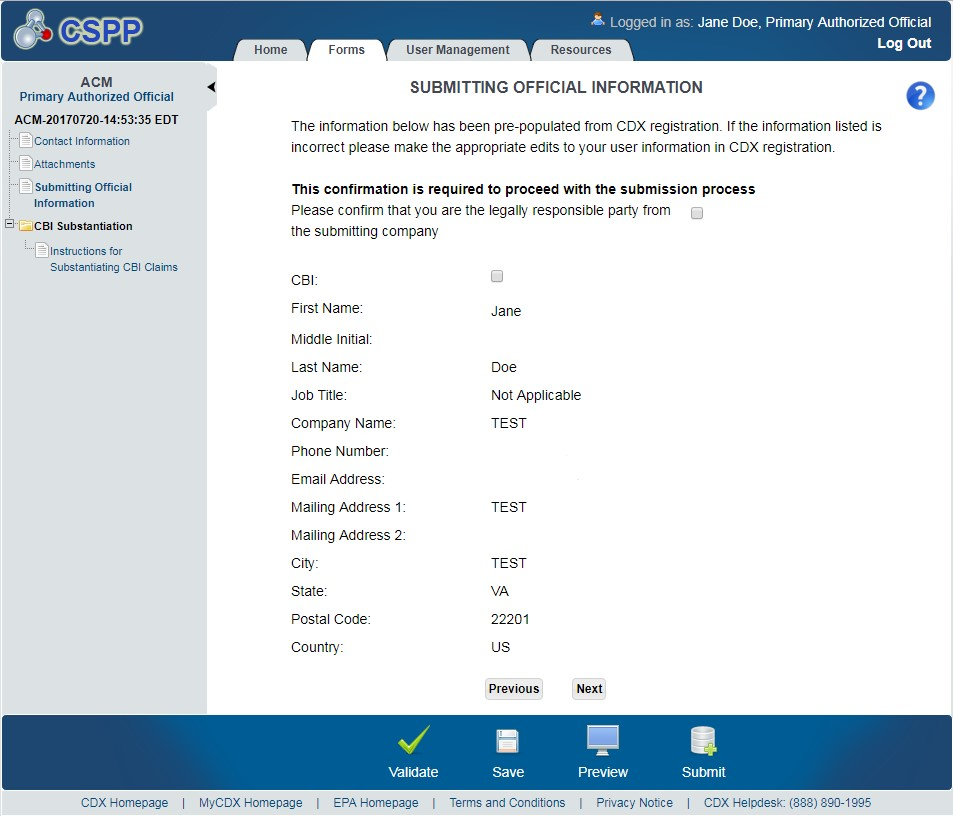 CSPP
Logged in as: Jane Doe, Primary Authorized Official
Log Out
Home
Forms
User Management
Resources
ACM
Primary Authorized Official
ACM-20170720-14:53:35 EDT
Contact Information
Attachments
Submitting Official
Information
CBI Substantiation
Instructions for
Substantiating CBI Claims
SUBMITTING OFFICIAL INFORMATION
?
The information below has been pre-populated from CDX registration. If the information listed is
incorrect please make the appropriate edits to your user information in CDX registration.
This confirmation is required to proceed with the submission process
Please confirm that you are the legally responsible party from
the submitting company
CBI:
First Name: Jane
Middle Initial:
Last Name: Doe
Job Title: Not Applicable
Company Name: TEST
Phone Number:
Email Address:
Mailing Address 1: TEST
Mailing Address 2:
City: TEST
State: VA
Postal Code: 22201
Country: US
Previous Next
Validate Save Preview Submit
CDX Homepage | MyCDX Homepage | EPA Homepage | Terms and Conditions | Privacy Notice | CDX Helpdesk: (888) 890-1995